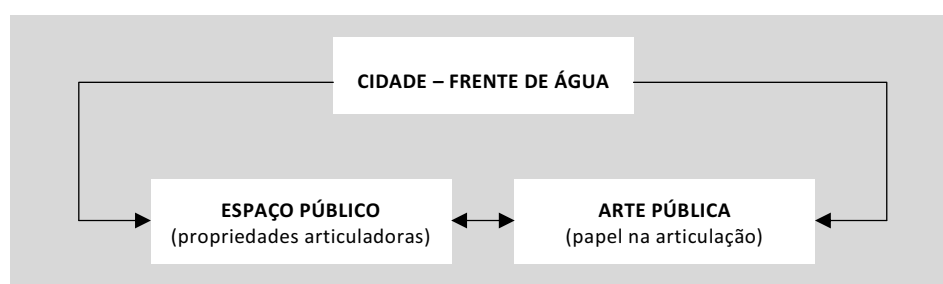 CIDADE – FRENTE DE ÁGUA
ESPAÇO PÚBLICO
(propriedades articuladoras)
ARTE PÚBLICA
(papel na articulação)